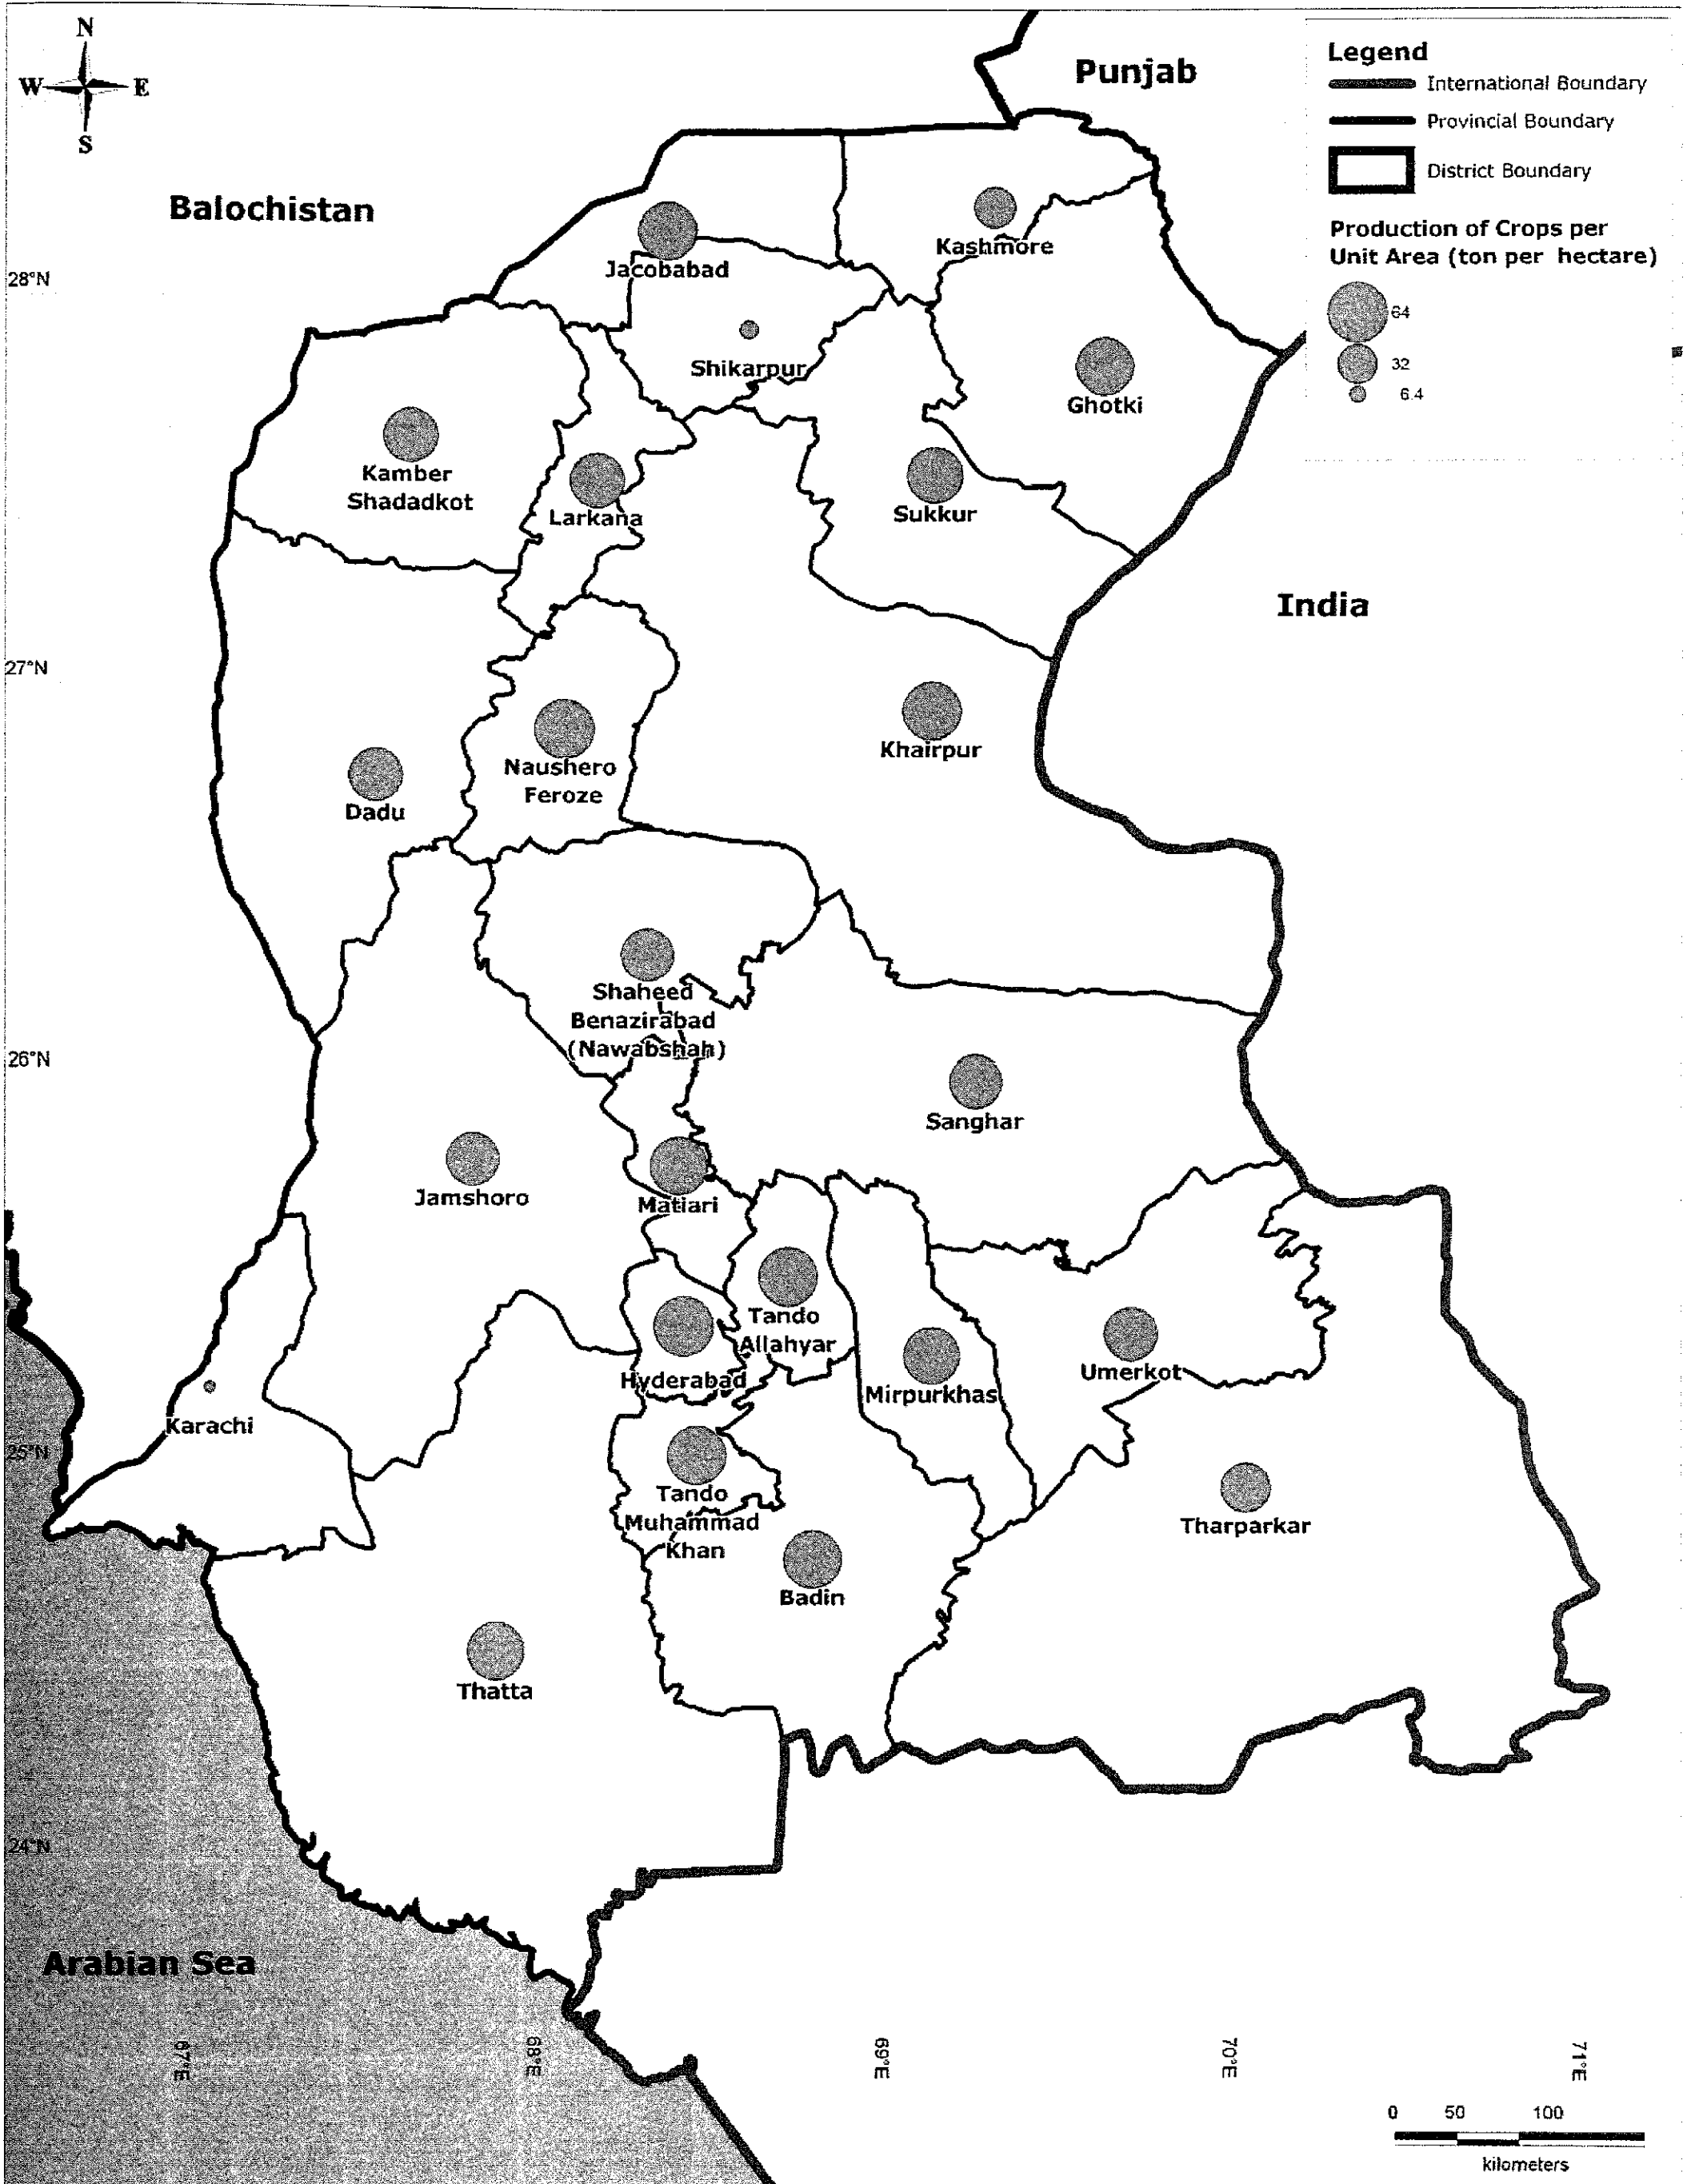 N
W E
S
Punjab
Legend
International Boundary
Provincial Boundary
District Boundary
Production of Crops per
Unit Area (ton per hectare)
64
32
6.4
Balochistan
28°N
Jacobabad
Kashmore
Shikarpur
Ghotki
Kamber
Shadadkot
Larkana
Sukkur
India
27°N
Khairpur
Naushero
Feroze
Dadu
Shaheed
Benazirabad
(Nawabshah)
26°N
Sanghar
Jamshoro
Matiari
Tando
Allahyar
Umerkot
Hyderabad
Mirpurkhas
Karachi
25°N
Tando
Muhammad
Khan
Tharparkar
Badin
Thatta
24°N
Arabian Sea
67°E
68°E
69°E
70°E
71°E
0 50 100
kilometers